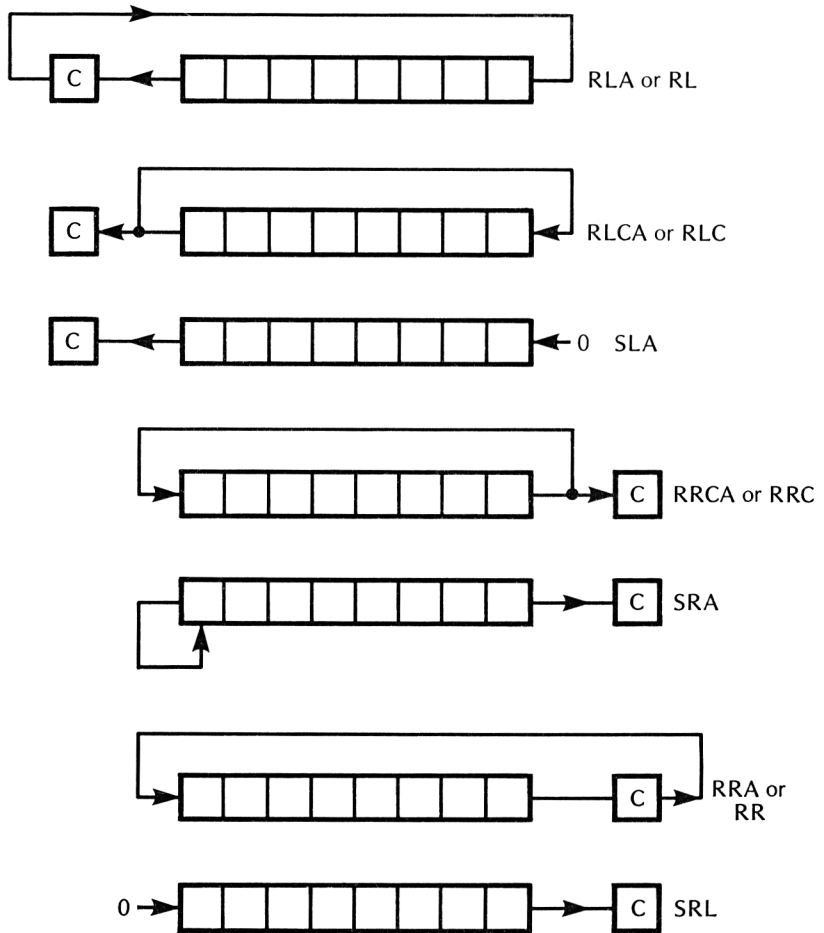 C RLA or RL
C RLCA or RLC
C 0 SLA
C RRCA or RRC
C SRA
C RRA or
RR
0 C SRL